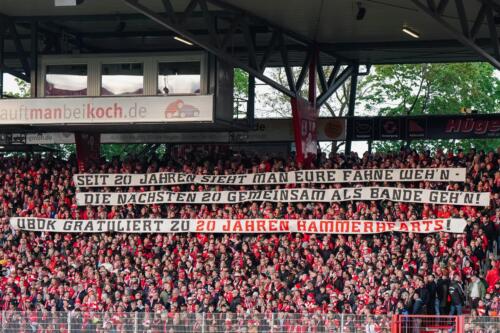 auftmanbeikoch.de
SEIT 20 JAHREN SIEHT MAN EURE FAHNE WEH'N -
DIE NÄCHSTEN 20 GEMEINSAM ALS BANDE GEH'N!
UBDK GRATULIERT ZU 20 JAHREN HAMMERHEARTS!